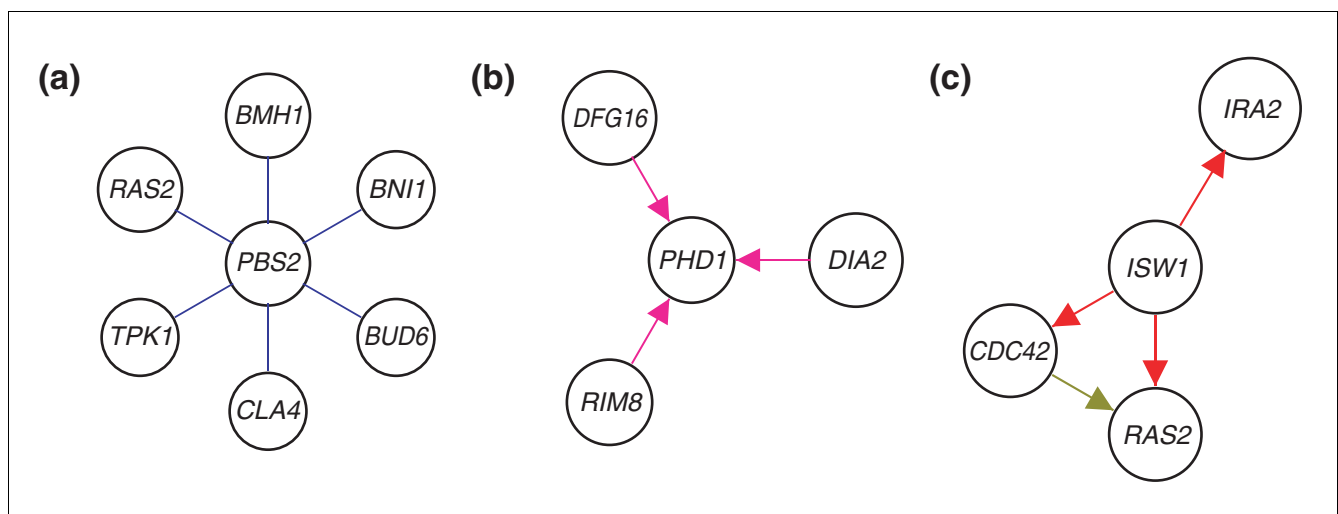 (a)
BMH1
RAS2
BNI1
PBS2
TPK1
BUD6
CLA4
(b)
DFG16
PHD1
DIA2
RIM8
(c)
IRA2
ISW1
CDC42
RAS2